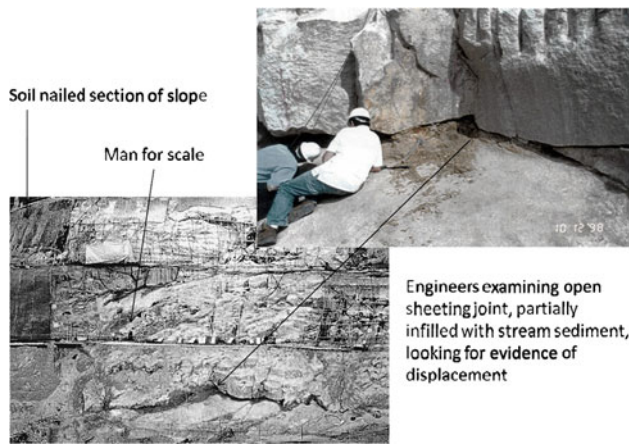 Soil nailed section of slope
Man for scale
10 12 '98
Engineers examining open
sheeting joint, partially
infilled with stream sediment,
looking for evidence of
displacement